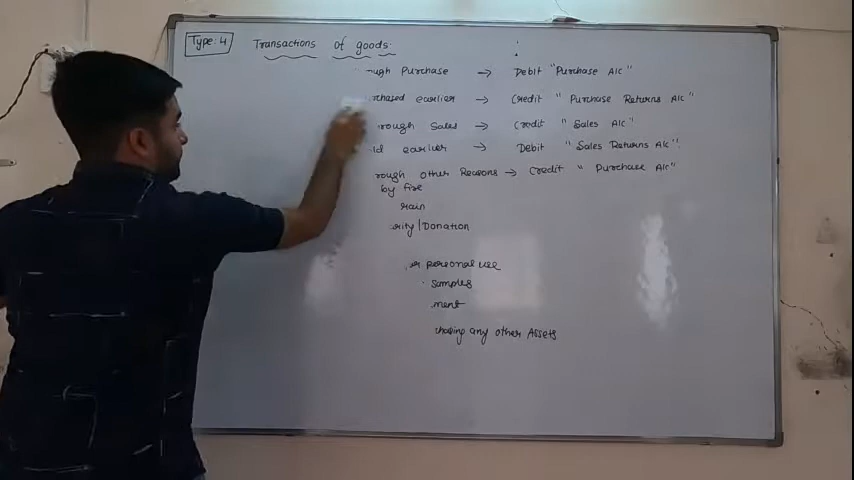 Type: 4 Transactions of goods
ugh Purchase → Debit "Purchase A/c"
rchased earlier → Credit "Purchase Returns A/c"
rough Sales → Credit "Sales A/c"
ld earlier → Debit "Sales Returns A/c".
rough other Reasons → Credit "Purchase A/c"
by fire
rain
rity / Donation
personal use
samples
ment
chasing any other Assets